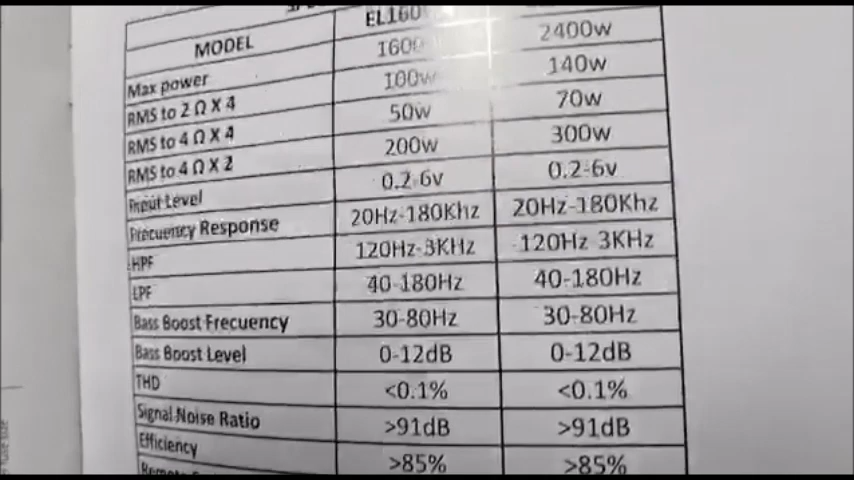 MODEL EL160
Max power 1600 2400w
RMS to 2 Ω X 4 100w 140w
RMS to 4 Ω X 4 50w 70w
RMS to 4 Ω X 2 200w 300w
Input Level 0.2-6v 0.2-6v
Frecuency Response 20Hz-180Khz 20Hz-180Khz
HPF 120Hz-3KHz 120Hz 3KHz
LPF 40-180Hz 40-180Hz
Bass Boost Frecuency 30-80Hz 30-80Hz
Bass Boost Level 0-12dB 0-12dB
THD <0.1% <0.1%
Signal Noise Ratio >91dB >91dB
Efficiency >85% >85%